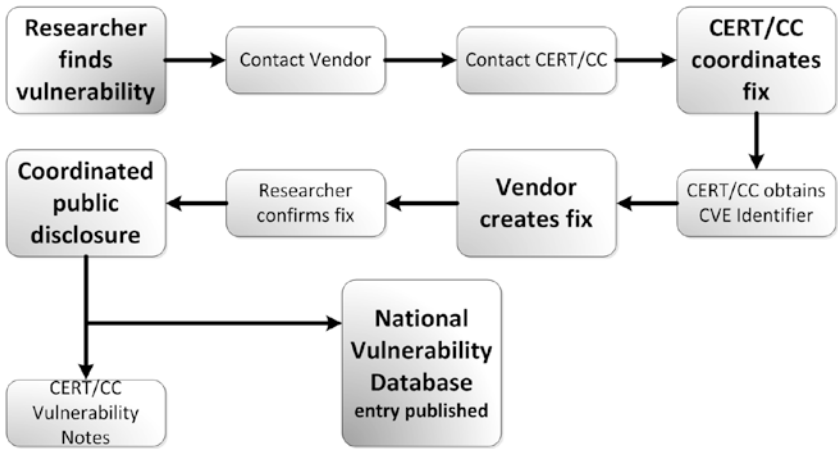 Researcher
finds
vulnerability
Contact Vendor
Contact CERT/CC
CERT/CC
coordinates
fix
CERT/CC obtains
CVE Identifier
Vendor
creates fix
Researcher
confirms fix
Coordinated
public
disclosure
CERT/CC
Vulnerability
Notes
National
Vulnerability
Database
entry published